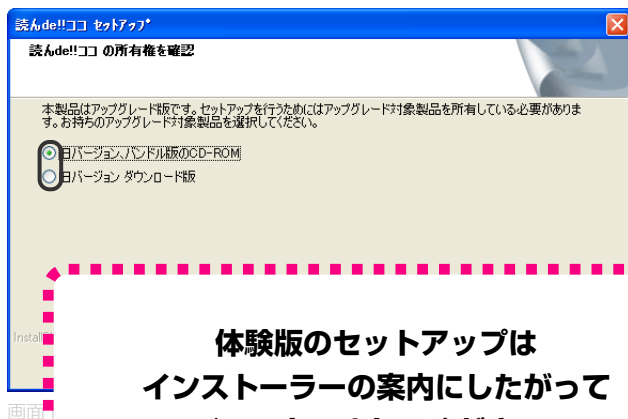 読んde!!ココ セットアップ
読んde!!ココ の所有権を確認
本製品はアップグレード版です。セットアップを行うためにはアップグレード対象製品を所有している必要がありま
す。お持ちのアップグレード対象製品を選択してください。
旧バージョン、バンドル版のCD-ROM
旧バージョン ダウンロード版
Install
体験版のセットアップは
インストーラーの案内にしたがって
画面